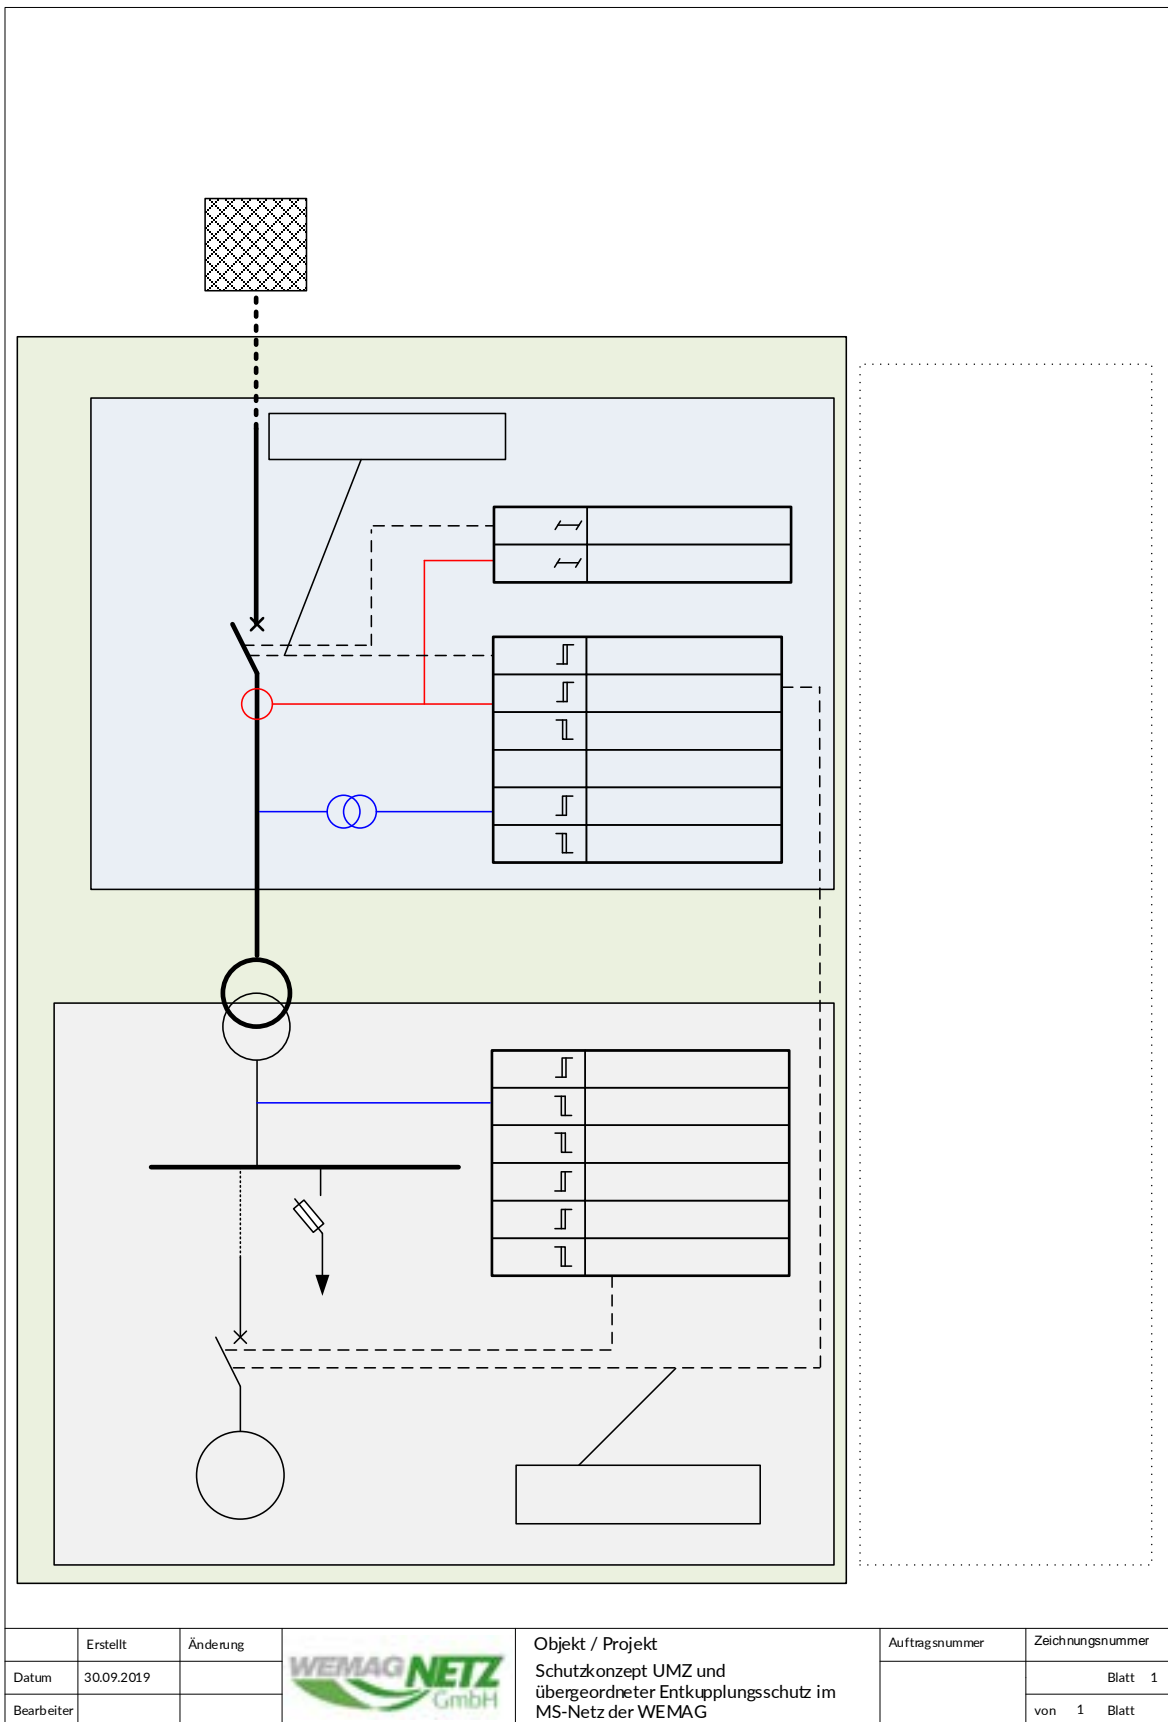 Erstellt
Änderung
Datum
30.09.2019
Bearbeiter
WEMAG NETZ
GmbH
Objekt / Projekt
Schutzkonzept UMZ und
übergeordneter Entkupplungsschutz im
MS-Netz der WEMAG
Auftragsnummer
Zeichnungsnummer
Blatt 1
von 1 Blatt